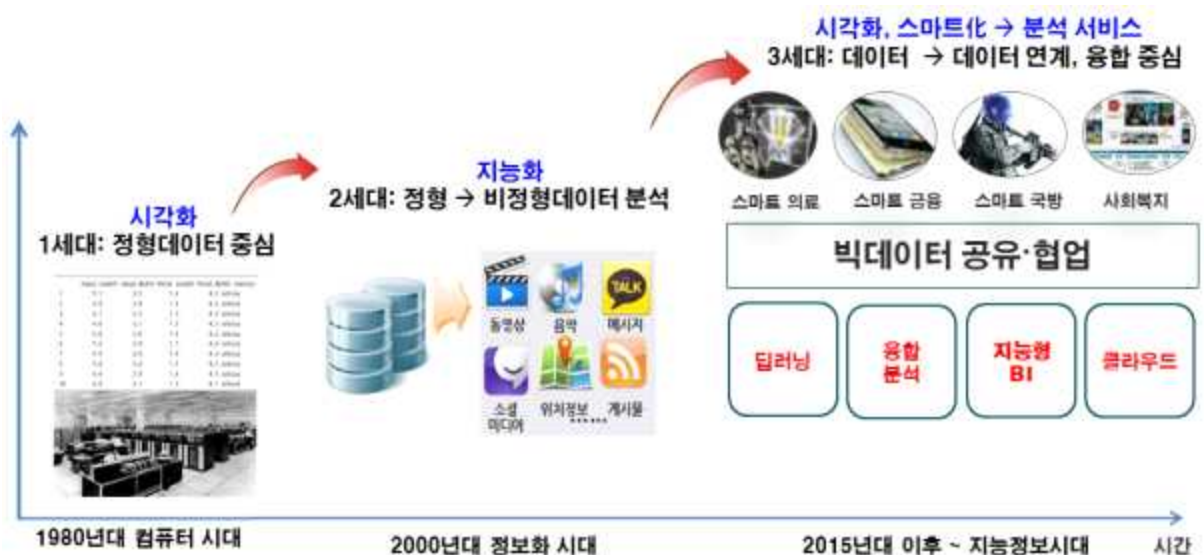 시각화, 스마트化 → 분석 서비스
3세대: 데이터 → 데이터 연계, 융합 중심
스마트 의료
스마트 금융
스마트 국방
사회복지
빅데이터 공유·협업
딥러닝
융합
분석
지능형
BI
클라우드
지능화
2세대: 정형 → 비정형데이터 분석
동영상
음악
TALK
메시지
소셜
미디어
위치정보
게시물
......
시각화
1세대: 정형데이터 중심
1980년대 컴퓨터 시대
2000년대 정보화 시대
2015년대 이후 ~ 지능정보시대
시간